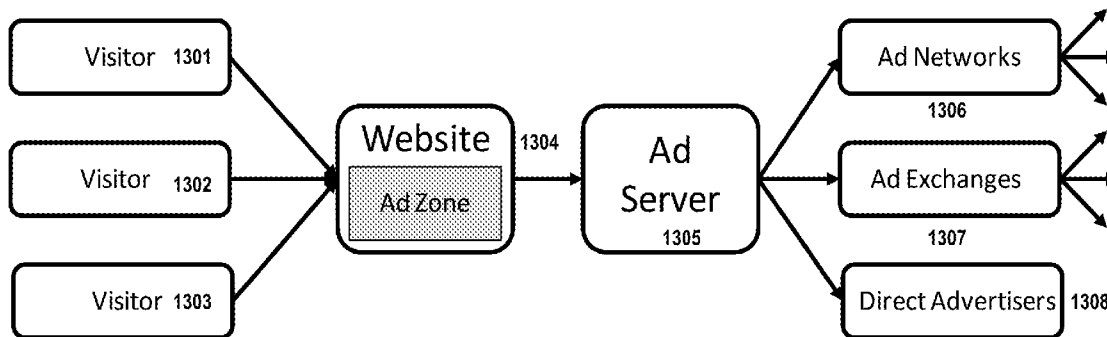 Visitor 1301
Visitor 1302
Visitor 1303
Website
Ad Zone
1304
Ad
Server
1305
Ad Networks
1306
Ad Exchanges
1307
Direct Advertisers 1308